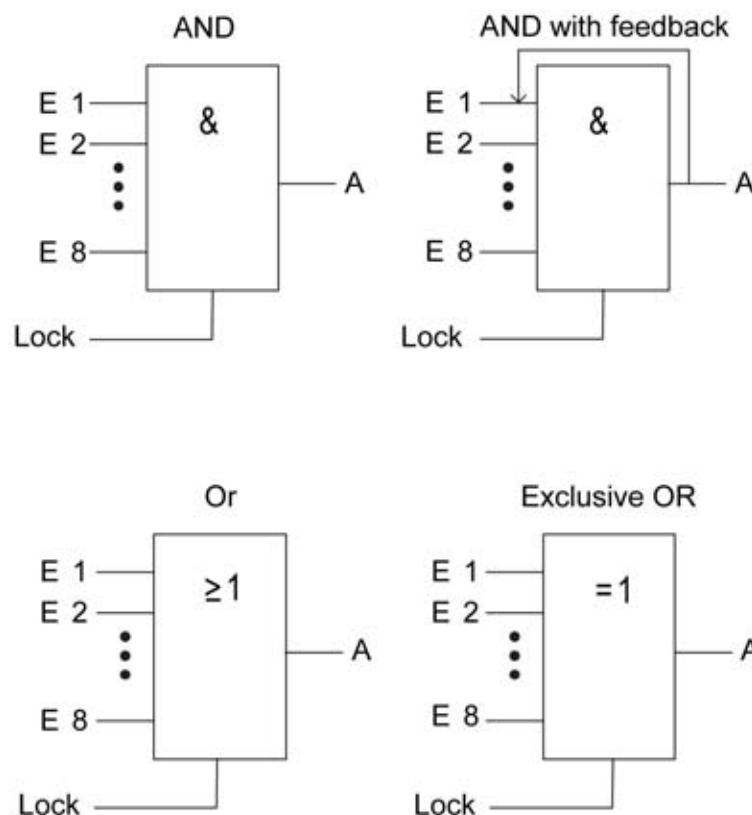 AND
E 1
&
E 2
A
E 8
Lock
AND with feedback
E 1
&
E 2
A
E 8
Lock
Or
E 1
≥1
E 2
A
E 8
Lock
Exclusive OR
E 1
=1
E 2
A
E 8
Lock